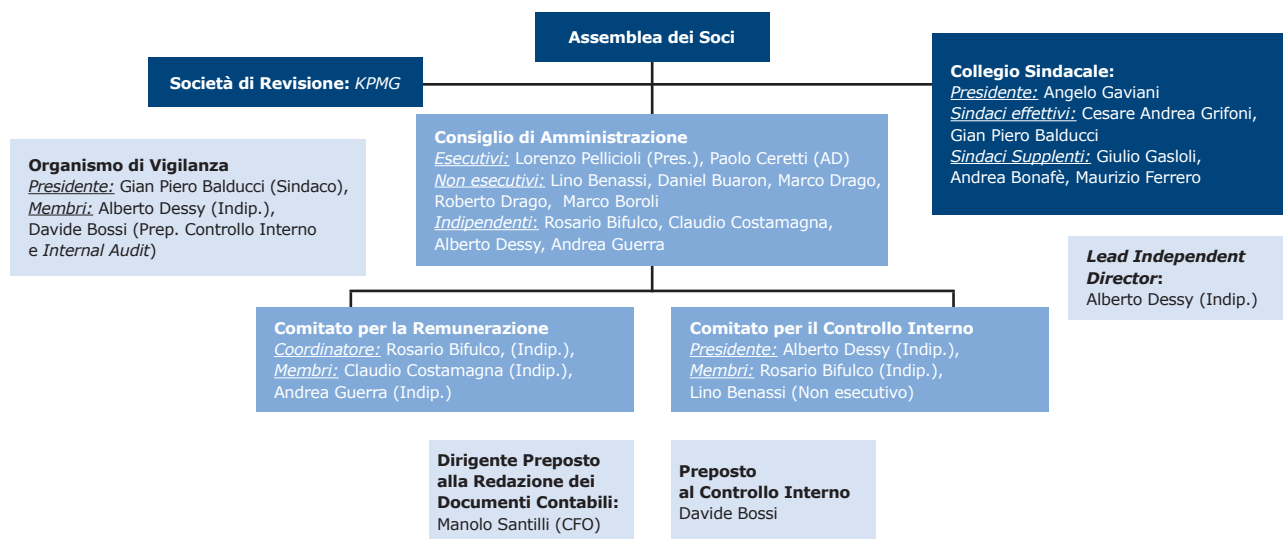 Assemblea dei Soci
Società di Revisione: KPMG
Collegio Sindacale:
Presidente: Angelo Gaviani
Sindaci effettivi: Cesare Andrea Grifoni,
Gian Piero Balducci
Sindaci Supplenti: Giulio Gasloli,
Andrea Bonafè, Maurizio Ferrero
Consiglio di Amministrazione
Esecutivi: Lorenzo Pellicioli (Pres.), Paolo Ceretti (AD)
Non esecutivi: Lino Benassi, Daniel Buaron, Marco Drago,
Roberto Drago, Marco Boroli
Indipendenti: Rosario Bifulco, Claudio Costamagna,
Alberto Dessy, Andrea Guerra
Organismo di Vigilanza
Presidente: Gian Piero Balducci (Sindaco),
Membri: Alberto Dessy (Indip.),
Davide Bossi (Prep. Controllo Interno
e Internal Audit)
Lead Independent
Director:
Alberto Dessy (Indip.)
Comitato per la Remunerazione
Coordinatore: Rosario Bifulco, (Indip.),
Membri: Claudio Costamagna (Indip.),
Andrea Guerra (Indip.)
Comitato per il Controllo Interno
Presidente: Alberto Dessy (Indip.),
Membri: Rosario Bifulco (Indip.),
Lino Benassi (Non esecutivo)
Dirigente Preposto
alla Redazione dei
Documenti Contabili:
Manolo Santilli (CFO)
Preposto
al Controllo Interno
Davide Bossi